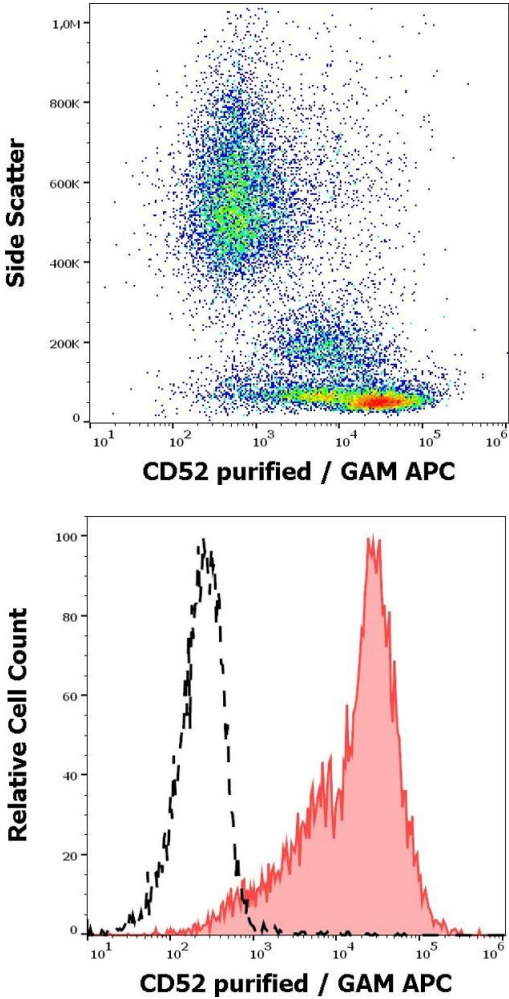 Side Scatter
1,0M
800K
600K
400K
200K
0
10¹ 10² 10³ 10⁴ 10⁵ 10⁶
CD52 purified / GAM APC
Relative Cell Count
100
80
60
40
20
0
10¹ 10² 10³ 10⁴ 10⁵ 10⁶
CD52 purified / GAM APC